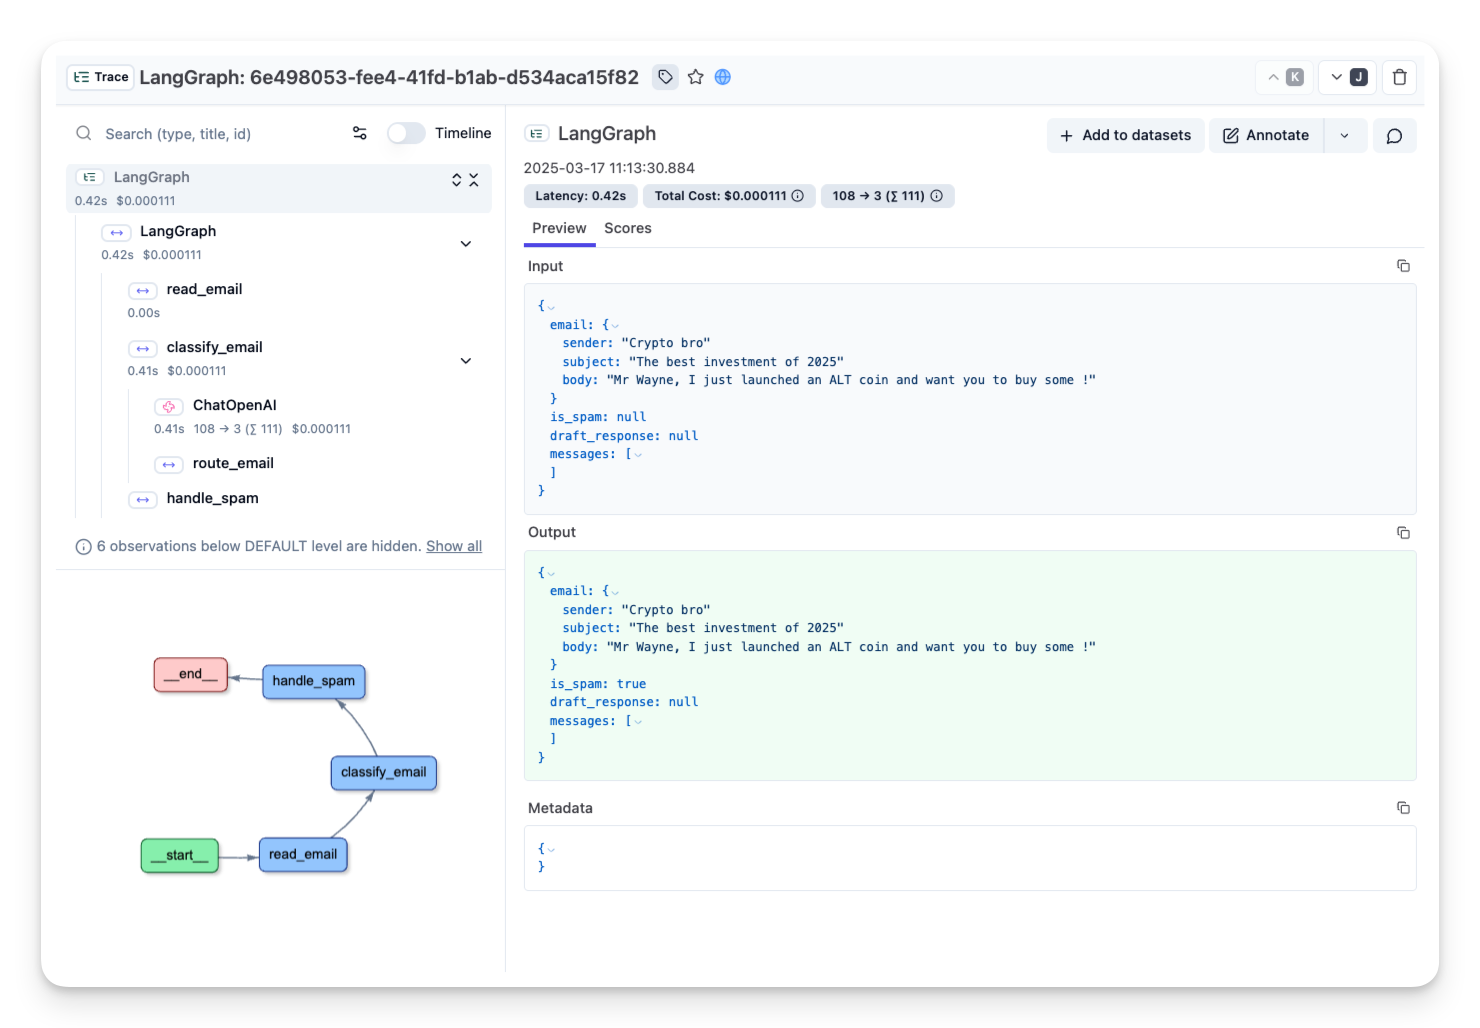 Trace LangGraph: 6e498053-fee4-41fd-b1ab-d534aca15f82 K J
Search (type, title, id) Timeline
LangGraph
0.42s $0.000111
LangGraph
0.42s $0.000111
read_email
0.00s
classify_email
0.41s $0.000111
ChatOpenAI
0.41s 108 → 3 (∑ 111) $0.000111
route_email
handle_spam
6 observations below DEFAULT level are hidden. Show all
__end__
handle_spam
classify_email
__start__
read_email
LangGraph
Add to datasets Annotate
2025-03-17 11:13:30.884
Latency: 0.42s Total Cost: $0.000111 108 → 3 (∑ 111)
Preview Scores
Input
{
email: {
sender: "Crypto bro"
subject: "The best investment of 2025"
body: "Mr Wayne, I just launched an ALT coin and want you to buy some !"
}
is_spam: null
draft_response: null
messages: [
]
}
Output
{
email: {
sender: "Crypto bro"
subject: "The best investment of 2025"
body: "Mr Wayne, I just launched an ALT coin and want you to buy some !"
}
is_spam: true
draft_response: null
messages: [
]
}
Metadata
{
}